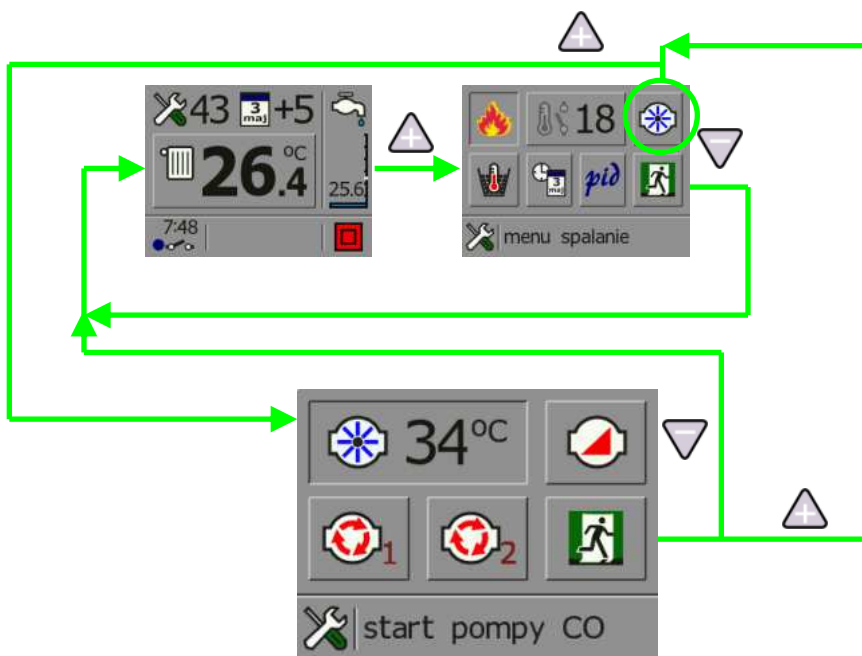 43 3 maj +5
26.4 °C
25.6
7:48
18
3 maj pid
menu spalanie
34°C
1 2
start pompy CO